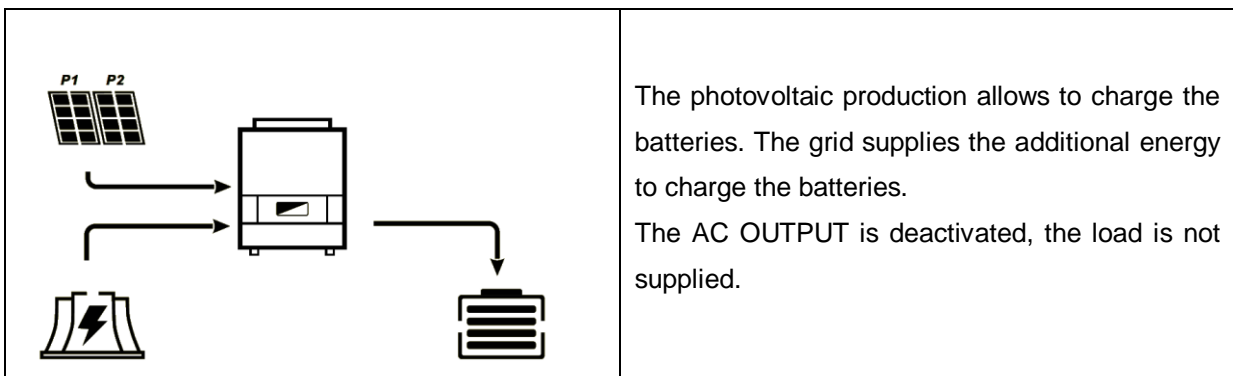 P1 P2
The photovoltaic production allows to charge the
batteries. The grid supplies the additional energy
to charge the batteries.
The AC OUTPUT is deactivated, the load is not
supplied.